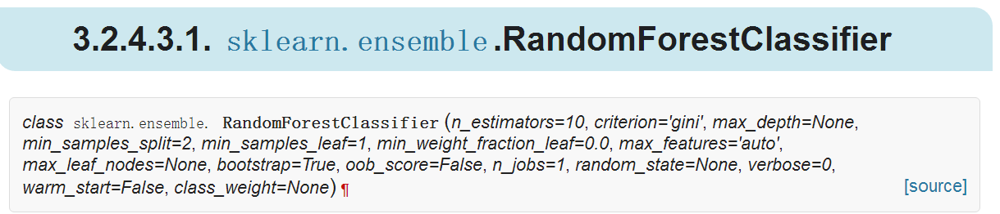 3.2.4.3.1. sklearn.ensemble.RandomForestClassifier
class sklearn.ensemble. RandomForestClassifier (n_estimators=10, criterion='gini', max_depth=None,
min_samples_split=2, min_samples_leaf=1, min_weight_fraction_leaf=0.0, max_features='auto',
max_leaf_nodes=None, bootstrap=True, oob_score=False, n_jobs=1, random_state=None, verbose=0,
warm_start=False, class_weight=None) ¶ [source]